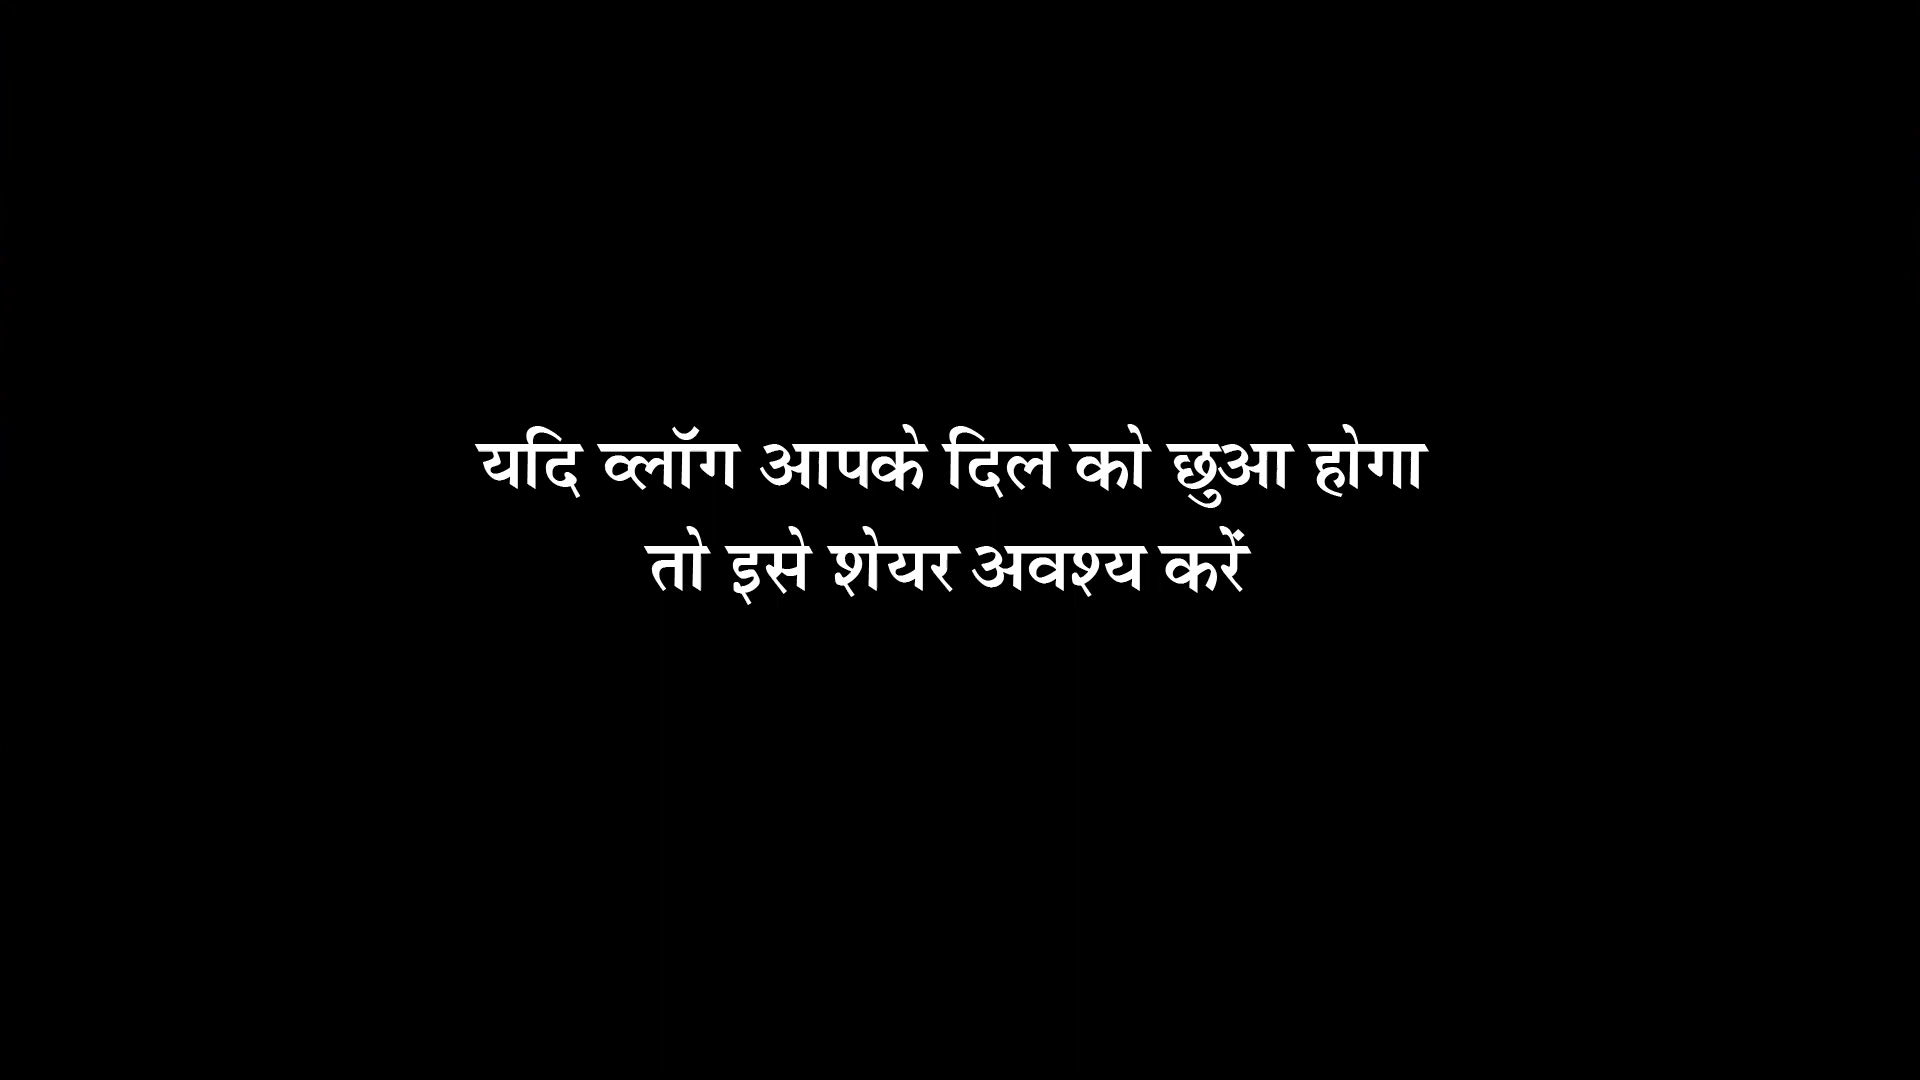 यदि व्लॉग आपके दिल को छुआ होगा
तो इसे शेयर अवश्य करें